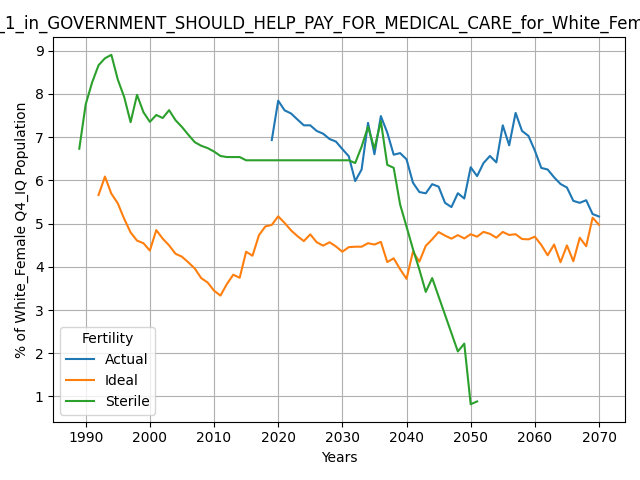 _1_in_GOVERNMENT_SHOULD_HELP_PAY_FOR_MEDICAL_CARE_for_White_Fem
% of White_Female Q4_IQ Population
9
8
7
6
5
4
3
2
1
Fertility
Actual
Ideal
Sterile
1990 2000 2010 2020 2030 2040 2050 2060 2070
Years